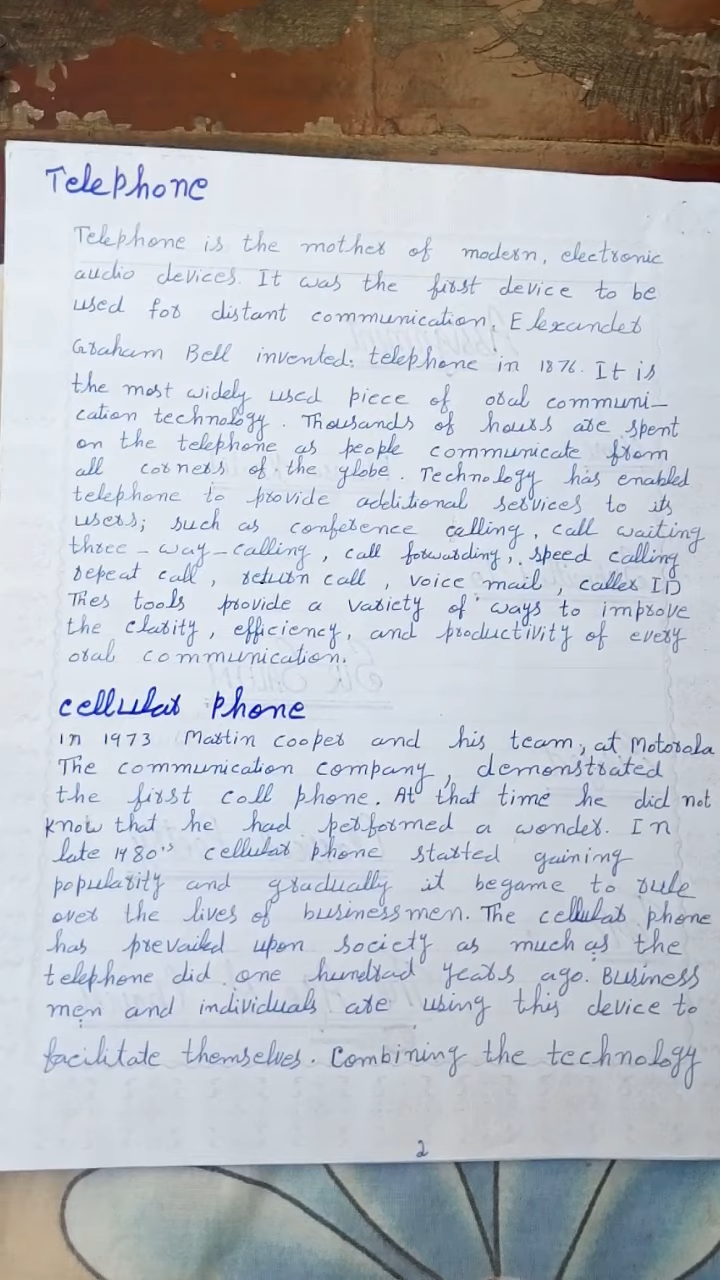 Telephone
Telephone is the mother of modern, electronic
audio devices. It was the first device to be
used for distant communication. Elexander
Graham Bell invented: telephone in 1876. It is
the most widely used piece of oral communi-
cation technology. Thousands of hours are spent
on the telephone as people communicate from
all corners of the globe. Technology has enabled
telephone to provide additional services to its
users; such as conference calling, call waiting
three-way-calling, call forwarding, speed calling
repeat call, return call, voice mail, caller ID
Thes tools provide a variety of ways to improve
the clarity, efficiency, and productivity of every
oral communication.
cellular phone
In 1973 Martin cooper and his team, at Motorola
The communication company, demonstrated
the first coll phone. At that time he did not
know that he had performed a wonder. In
late 1980's cellular phone started gaining
popularity and gradually it begame to rule
over the lives of businessmen. The cellular phone
has prevailed upon society as much as the
telephone did one hundrad years ago. Business
men and individuals are using this device to
facilitate themselves. Combining the technology
2